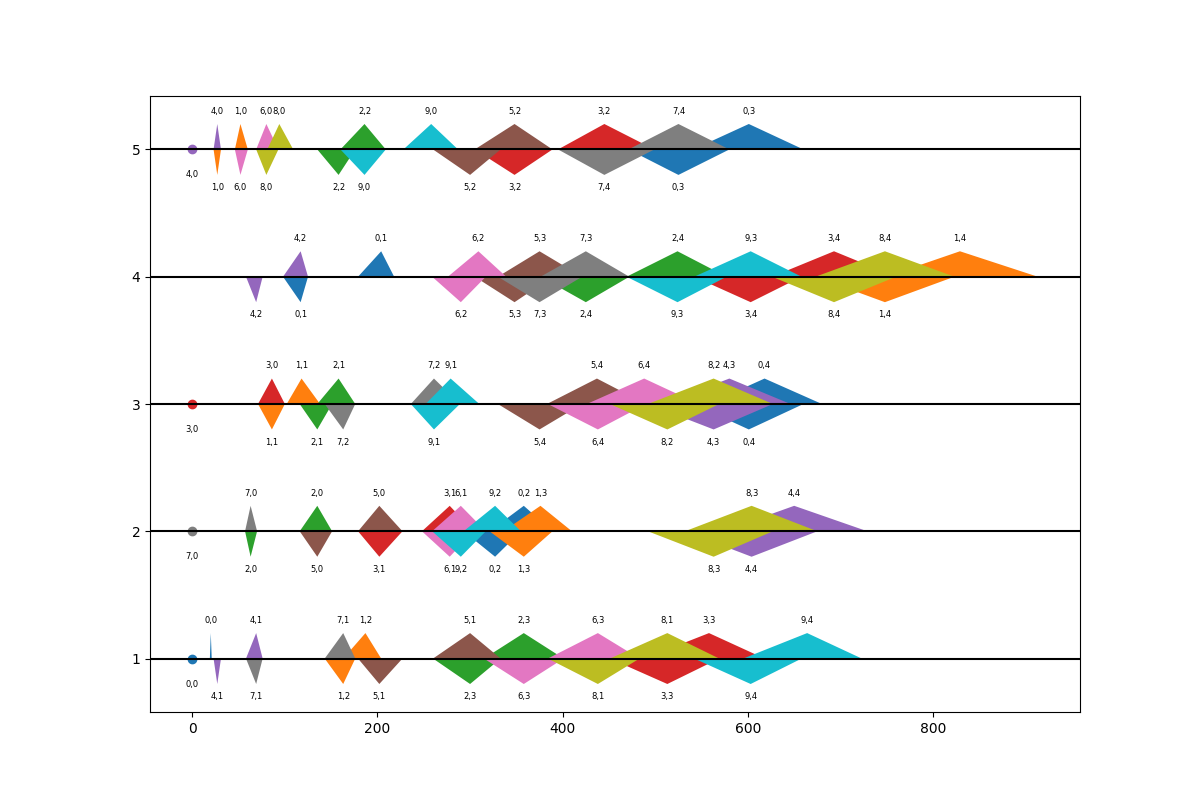 4,0 1,0 6,0 8,0 2,2 9,0 5,2 3,2 7,4 0,3
5
4,0 1,0 6,0 8,0 2,2 9,0 5,2 3,2 7,4 0,3
4,2 0,1 6,2 5,3 7,3 2,4 9,3 3,4 8,4 1,4
4
4,2 0,1 6,2 5,3 7,3 2,4 9,3 3,4 8,4 1,4
3,0 1,1 2,1 7,2 9,1 5,4 6,4 8,2 4,3 0,4
3
3,0 1,1 2,1 7,2 9,1 5,4 6,4 8,2 4,3 0,4
7,0 2,0 5,0 3,1 6,1 9,2 0,2 1,3 8,3 4,4
2
7,0 2,0 5,0 3,1 6,1 9,2 0,2 1,3 8,3 4,4
0,0 4,1 7,1 1,2 5,1 2,3 6,3 8,1 3,3 9,4
1
0,0 4,1 7,1 1,2 5,1 2,3 6,3 8,1 3,3 9,4
0 200 400 600 800